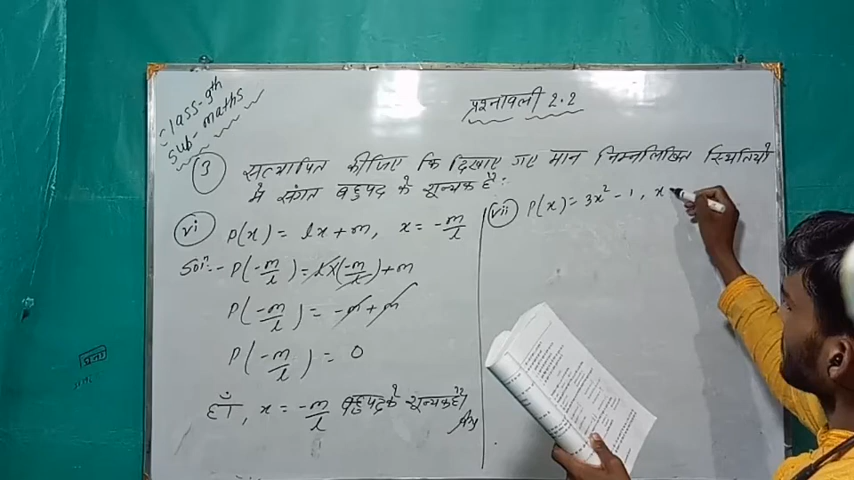 Class-9th
Sub-maths
प्रश्नावली 2.2
3 सत्यापित कीजिए कि दिखाए गए मान निम्नलिखित स्थितियों
में संगत बहुपद के शून्यक है:
vi P(x) = lx + m, x = -m/l
Soln:- P(-m/l) = l×(-m/l) + m
P(-m/l) = -m + m
P(-m/l) = 0
हाँ, x = -m/l बहुपद के शून्यक है। Ans
vii P(x) = 3x² - 1, x